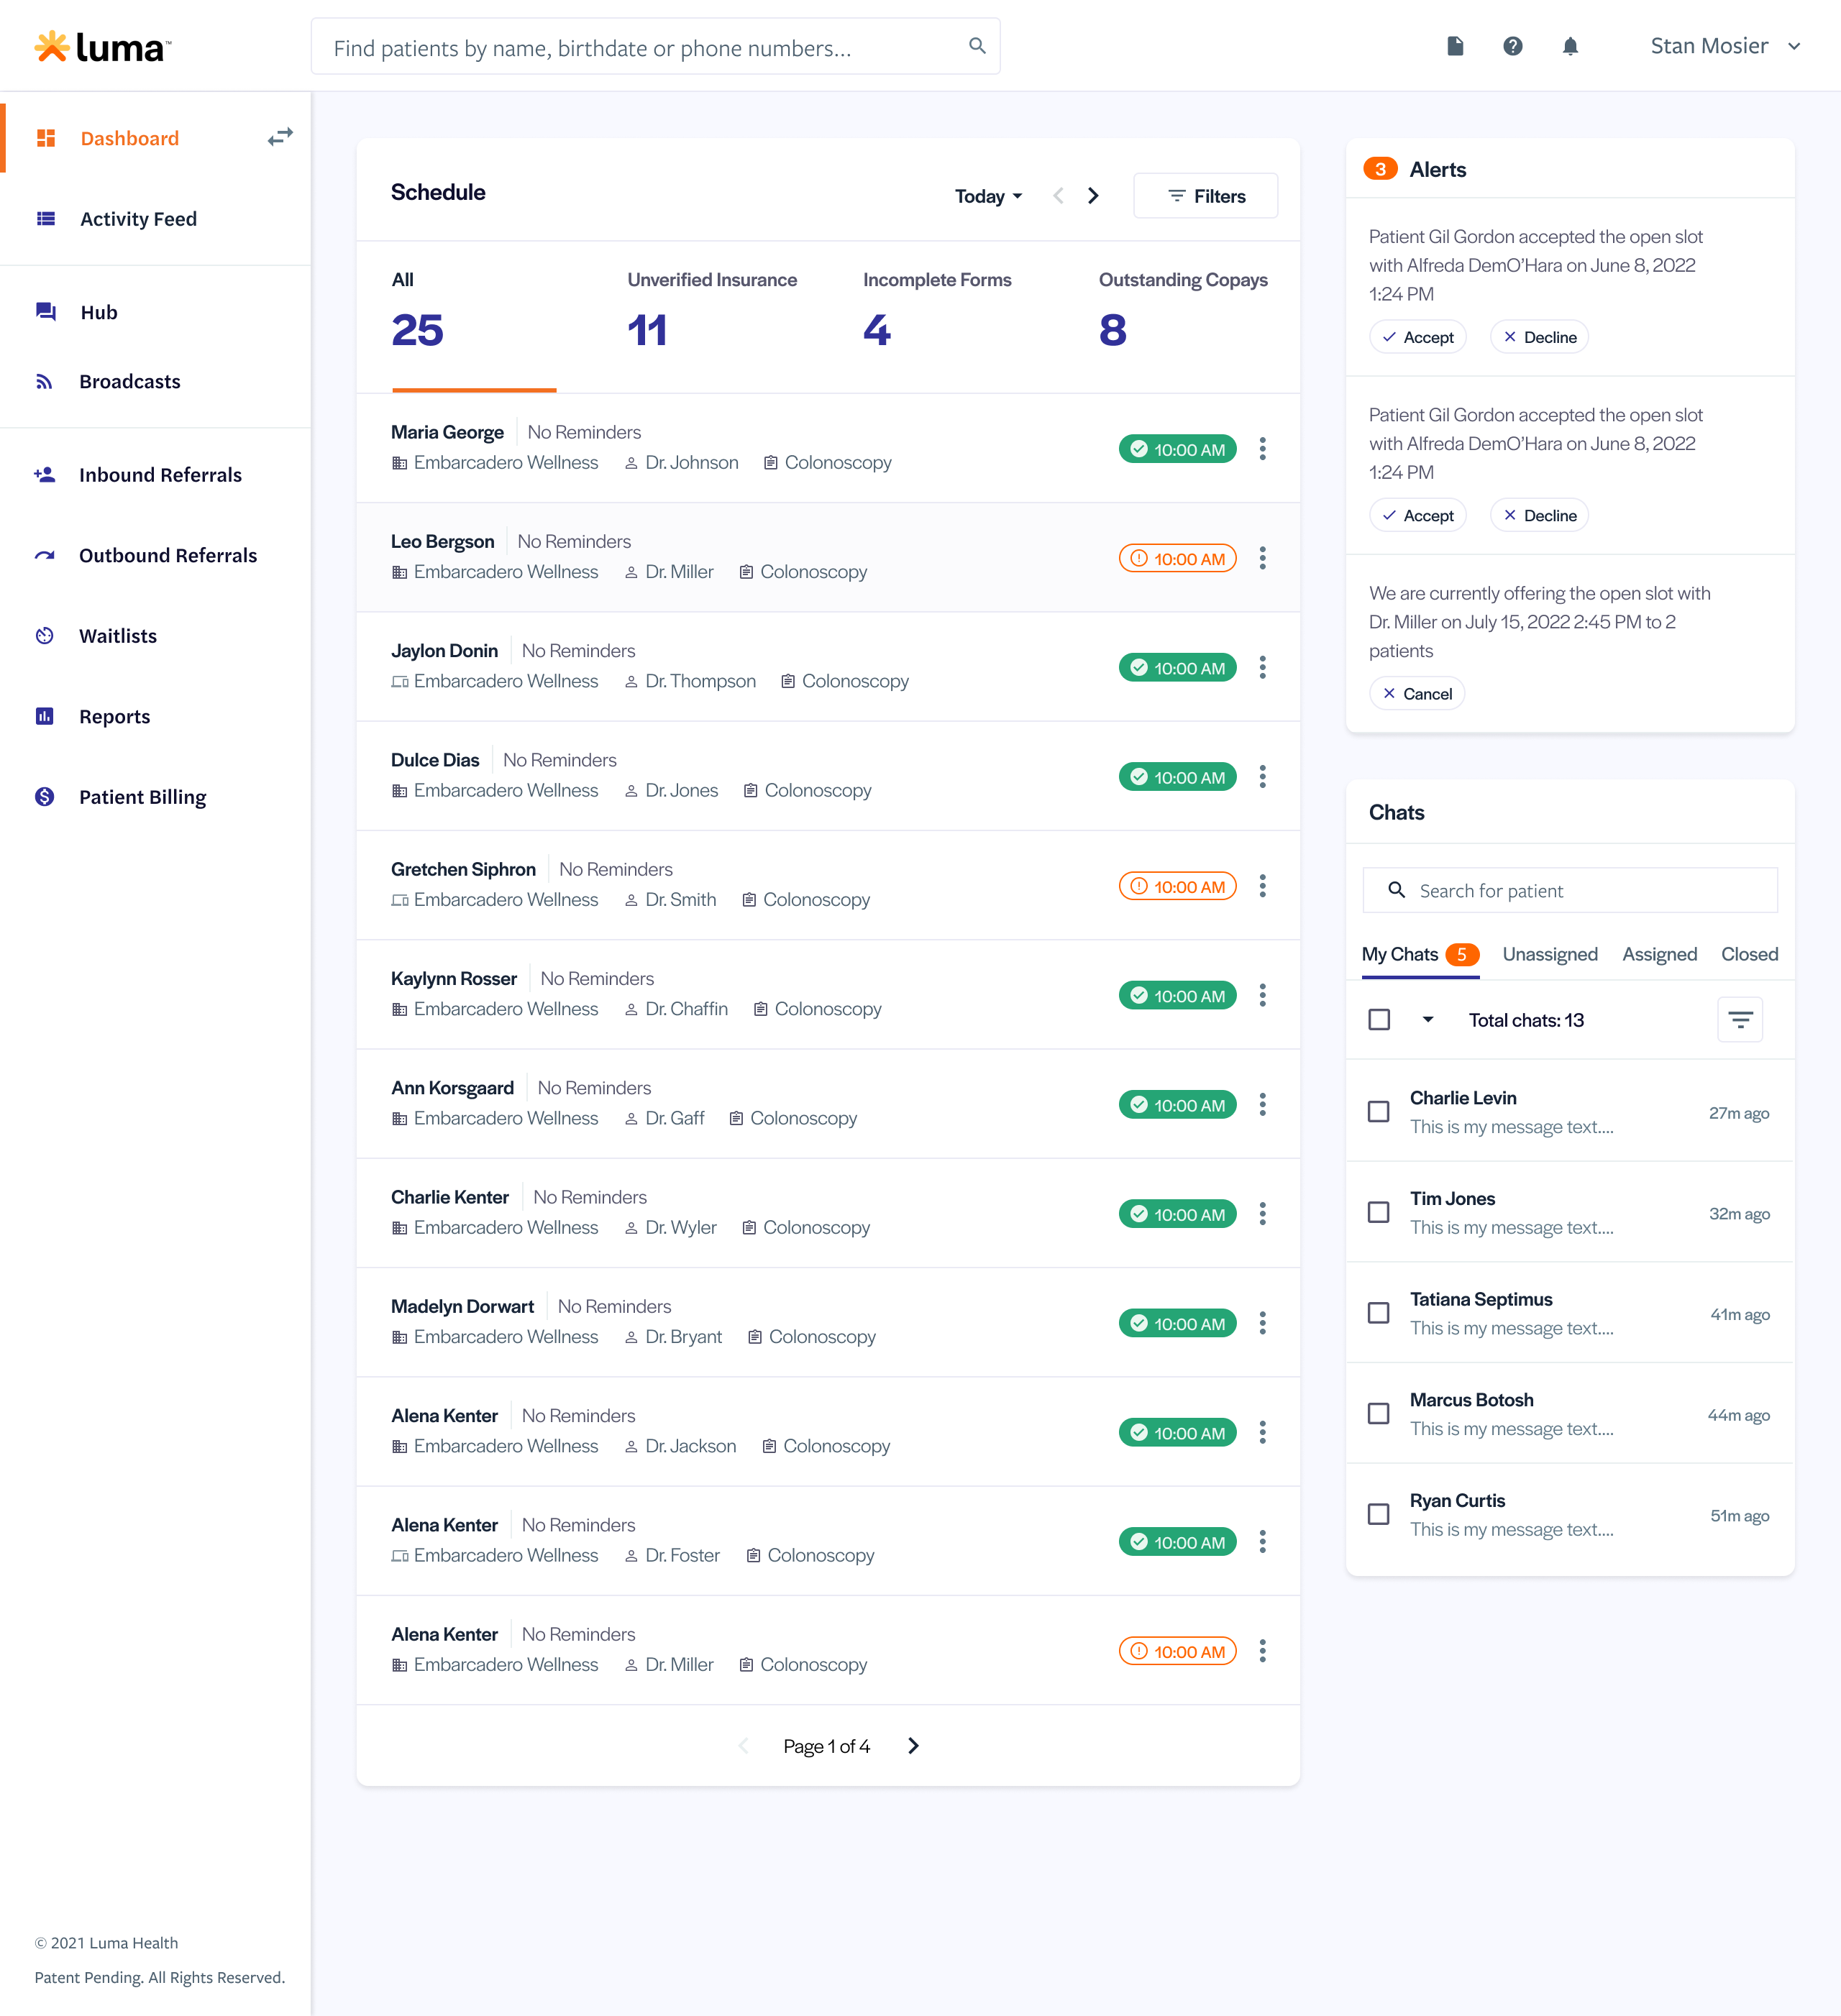 luma™
Find patients by name, birthdate or phone numbers...
Stan Mosier
Dashboard
Activity Feed
Hub
Broadcasts
Inbound Referrals
Outbound Referrals
Waitlists
Reports
Patient Billing
© 2021 Luma Health
Patent Pending. All Rights Reserved.
Schedule
Today
Filters
All
25
Unverified Insurance
11
Incomplete Forms
4
Outstanding Copays
8
Maria George No Reminders
Embarcadero Wellness Dr. Johnson Colonoscopy
10:00 AM
Leo Bergson No Reminders
Embarcadero Wellness Dr. Miller Colonoscopy
10:00 AM
Jaylon Donin No Reminders
Embarcadero Wellness Dr. Thompson Colonoscopy
10:00 AM
Dulce Dias No Reminders
Embarcadero Wellness Dr. Jones Colonoscopy
10:00 AM
Gretchen Siphron No Reminders
Embarcadero Wellness Dr. Smith Colonoscopy
10:00 AM
Kaylynn Rosser No Reminders
Embarcadero Wellness Dr. Chaffin Colonoscopy
10:00 AM
Ann Korsgaard No Reminders
Embarcadero Wellness Dr. Gaff Colonoscopy
10:00 AM
Charlie Kenter No Reminders
Embarcadero Wellness Dr. Wyler Colonoscopy
10:00 AM
Madelyn Dorwart No Reminders
Embarcadero Wellness Dr. Bryant Colonoscopy
10:00 AM
Alena Kenter No Reminders
Embarcadero Wellness Dr. Jackson Colonoscopy
10:00 AM
Alena Kenter No Reminders
Embarcadero Wellness Dr. Foster Colonoscopy
10:00 AM
Alena Kenter No Reminders
Embarcadero Wellness Dr. Miller Colonoscopy
10:00 AM
Page 1 of 4
3 Alerts
Patient Gil Gordon accepted the open slot
with Alfreda DemO'Hara on June 8, 2022
1:24 PM
Accept Decline
Patient Gil Gordon accepted the open slot
with Alfreda DemO'Hara on June 8, 2022
1:24 PM
Accept Decline
We are currently offering the open slot with
Dr. Miller on July 15, 2022 2:45 PM to 2
patients
Cancel
Chats
Search for patient
My Chats 5 Unassigned Assigned Closed
Total chats: 13
Charlie Levin
This is my message text....
27m ago
Tim Jones
This is my message text....
32m ago
Tatiana Septimus
This is my message text....
41m ago
Marcus Botosh
This is my message text....
44m ago
Ryan Curtis
This is my message text....
51m ago